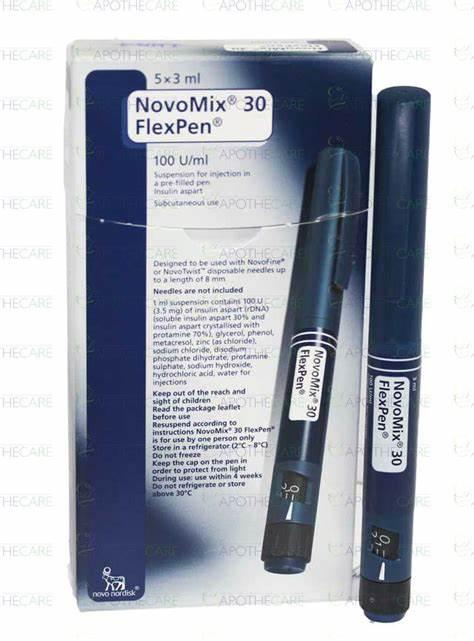 5 x 3 ml
NovoMix® 30
FlexPen®
100 U/ml
Suspension for injection in
a pre-filled pen
Insulin aspart
Subcutaneous use
Designed to be used with NovoFine®
or NovoTwist™ disposable needles up
to a length of 8 mm
Needles are not included
1 ml suspension contains 100 U
(3.5 mg) of insulin aspart (rDNA)
(soluble insulin aspart 30% and
insulin aspart crystallised with
protamine 70%), glycerol, phenol,
metacresol, zinc (as chloride),
sodium chloride, disodium
phosphate dihydrate, protamine
sulphate, sodium hydroxide,
hydrochloric acid, water for
injections
Keep out of the reach and
sight of children
Read the package leaflet
before use
Resuspend according to
instructions NovoMix® 30 FlexPen®
is for use by one person only
Store in a refrigerator (2°C – 8°C)
Do not freeze
Keep the cap on the pen in
order to protect from light
During use: use within 4 weeks
Do not refrigerate or store
above 30°C
novo nordisk®
NovoMix® 30
FlexPen®
NovoMix® 30
FlexPen®
3 ml
100 U/ml
APOTHECARE